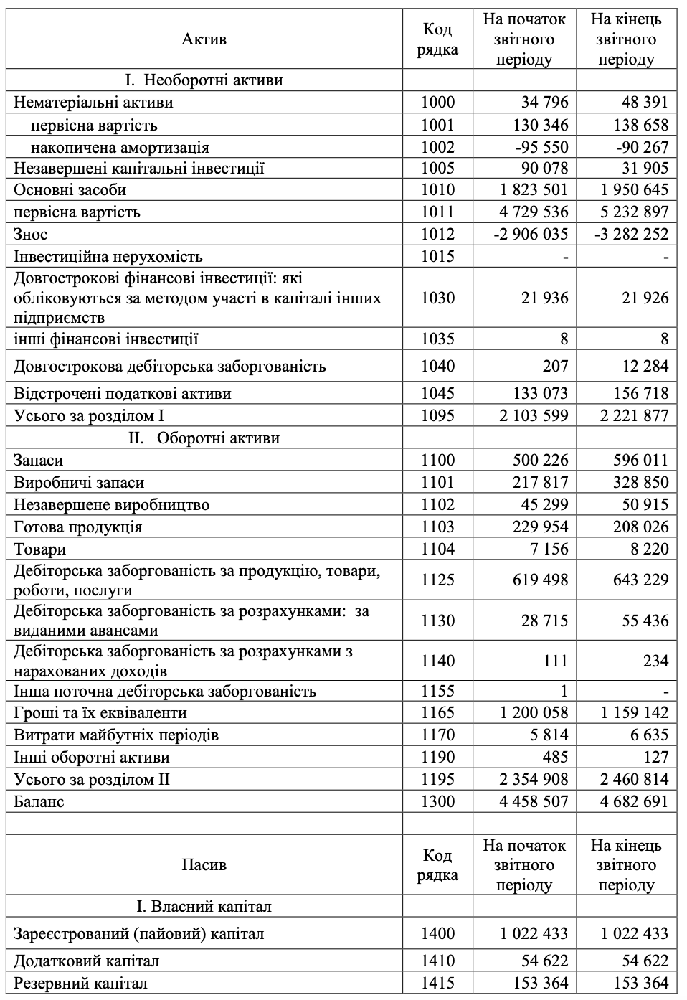 Актив Код рядка На початок звітного періоду На кінець звітного періоду
I. Необоротні активи
Нематеріальні активи 1000 34 796 48 391
первісна вартість 1001 130 346 138 658
накопичена амортизація 1002 -95 550 -90 267
Незавершені капітальні інвестиції 1005 90 078 31 905
Основні засоби 1010 1 823 501 1 950 645
первісна вартість 1011 4 729 536 5 232 897
Знос 1012 -2 906 035 -3 282 252
Інвестиційна нерухомість 1015 - -
Довгострокові фінансові інвестиції: які
обліковуються за методом участі в капіталі інших 1030 21 936 21 926
підприємств
інші фінансові інвестиції 1035 8 8
Довгострокова дебіторська заборгованість 1040 207 12 284
Відстрочені податкові активи 1045 133 073 156 718
Усього за розділом I 1095 2 103 599 2 221 877
II. Оборотні активи
Запаси 1100 500 226 596 011
Виробничі запаси 1101 217 817 328 850
Незавершене виробництво 1102 45 299 50 915
Готова продукція 1103 229 954 208 026
Товари 1104 7 156 8 220
Дебіторська заборгованість за продукцію, товари,
роботи, послуги 1125 619 498 643 229
Дебіторська заборгованість за розрахунками: за
виданими авансами 1130 28 715 55 436
Дебіторська заборгованість за розрахунками з
нарахованих доходів 1140 111 234
Інша поточна дебіторська заборгованість 1155 1 -
Гроші та їх еквіваленти 1165 1 200 058 1 159 142
Витрати майбутніх періодів 1170 5 814 6 635
Інші оборотні активи 1190 485 127
Усього за розділом II 1195 2 354 908 2 460 814
Баланс 1300 4 458 507 4 682 691
Пасив Код рядка На початок звітного періоду На кінець звітного періоду
I. Власний капітал
Зареєстрований (пайовий) капітал 1400 1 022 433 1 022 433
Додатковий капітал 1410 54 622 54 622
Резервний капітал 1415 153 364 153 364